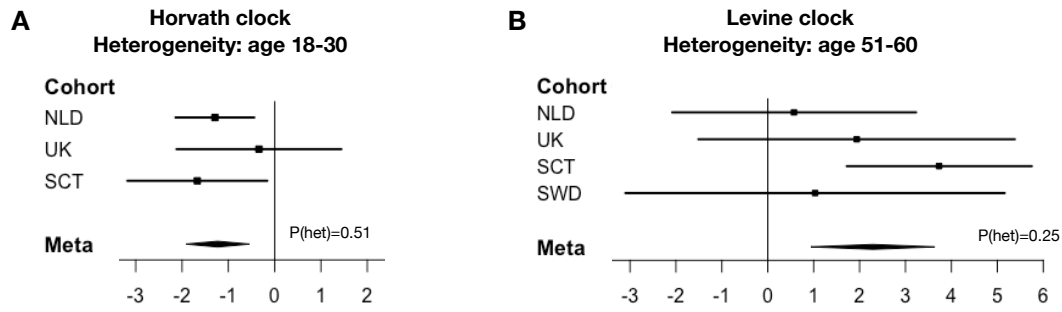 A
Horvath clock
Heterogeneity: age 18-30
Cohort
NLD
UK
SCT
Meta
P(het)=0.51
-3 -2 -1 0 1 2
B
Levine clock
Heterogeneity: age 51-60
Cohort
NLD
UK
SCT
SWD
Meta
P(het)=0.25
-3 -2 -1 0 1 2 3 4 5 6